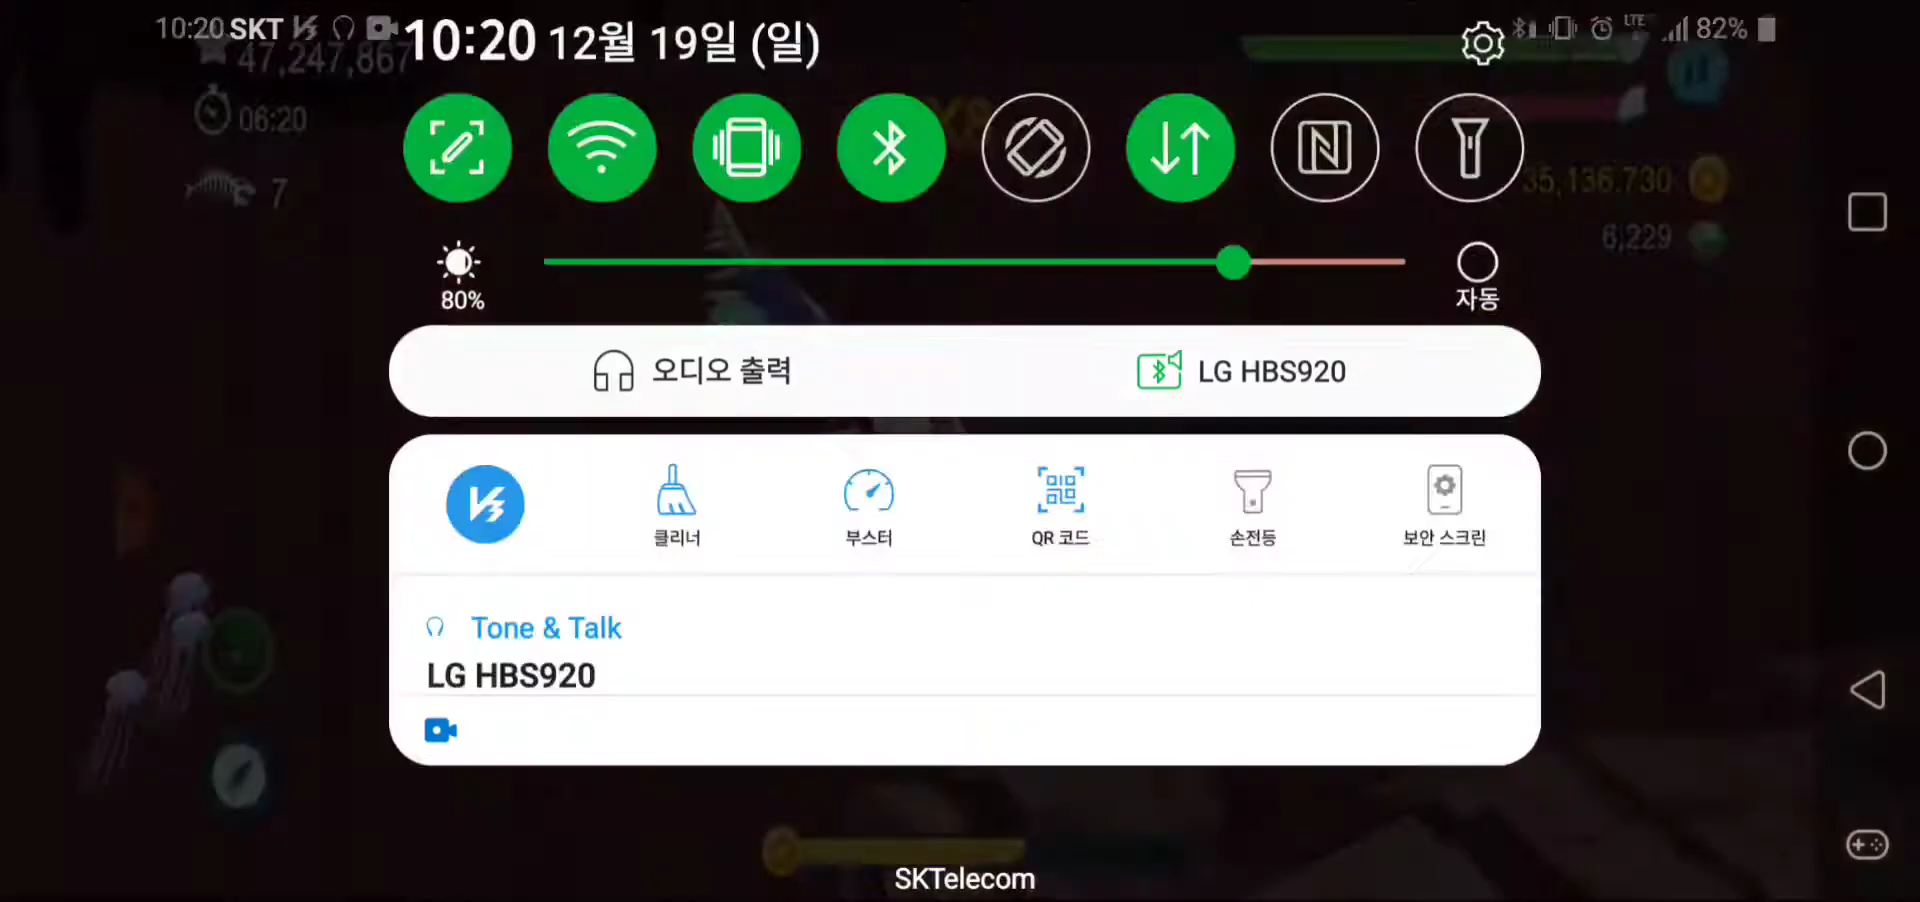 10:20 SKT
10:20 12월 19일 (일)
LTE 82%
47,247,867
06:20
7
X8
35,136,730
6,229
80%
자동
오디오 출력
LG HBS920
클리너
부스터
QR 코드
손전등
보안 스크린
Tone & Talk
LG HBS920
SKTelecom